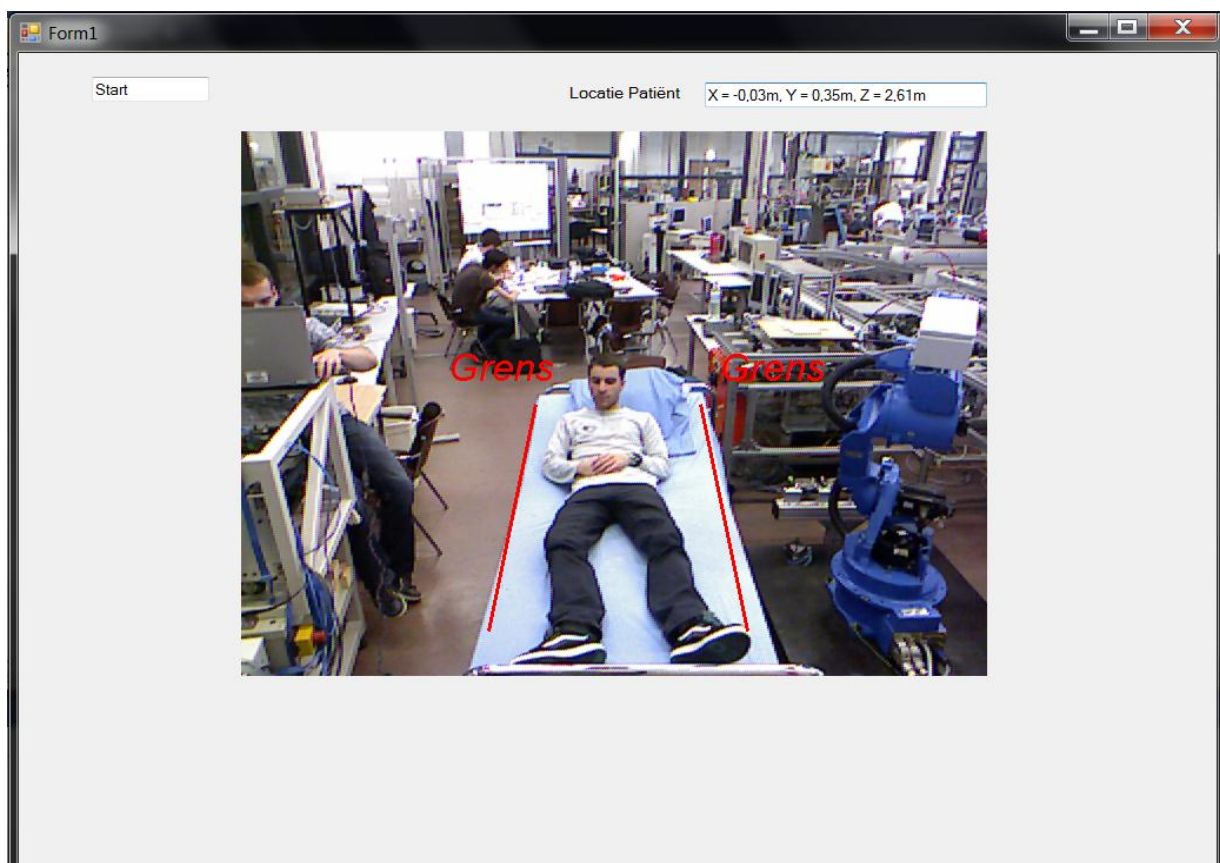 Form1
Start
Locatie Patiënt
X = -0,03m, Y = 0,35m, Z = 2,61m
Grens
Grens